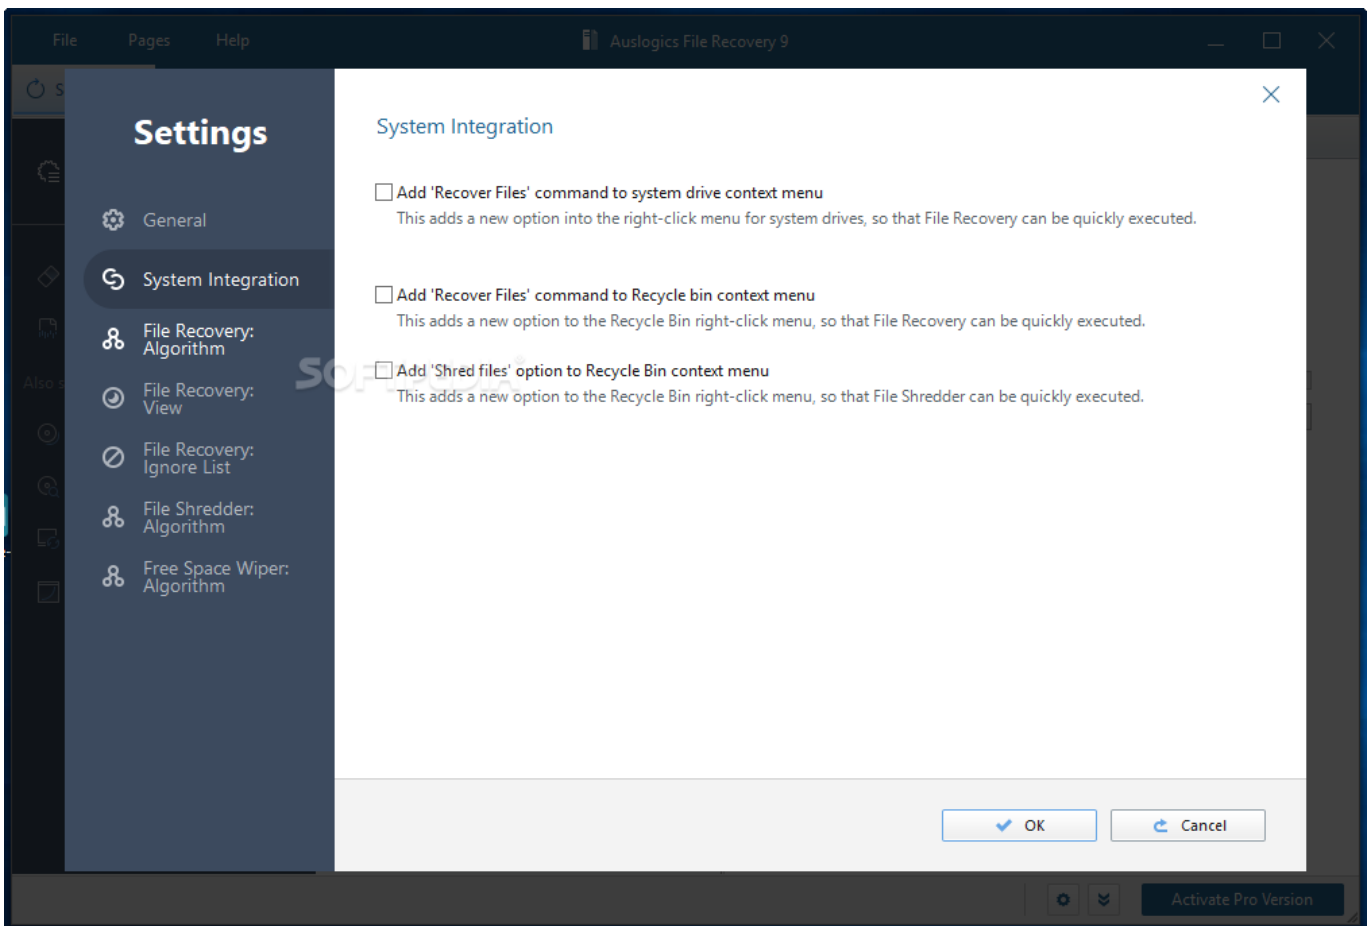 File Pages Help
Auslogics File Recovery 9
S
Settings
General
System Integration
File Recovery:
Algorithm
File Recovery:
View
File Recovery:
Ignore List
File Shredder:
Algorithm
Free Space Wiper:
Algorithm
Also s
System Integration
Add 'Recover Files' command to system drive context menu
This adds a new option into the right-click menu for system drives, so that File Recovery can be quickly executed.
Add 'Recover Files' command to Recycle bin context menu
This adds a new option to the Recycle Bin right-click menu, so that File Recovery can be quickly executed.
SOFTPEDIA
Add 'Shred files' option to Recycle Bin context menu
This adds a new option to the Recycle Bin right-click menu, so that File Shredder can be quickly executed.
OK Cancel
Activate Pro Version